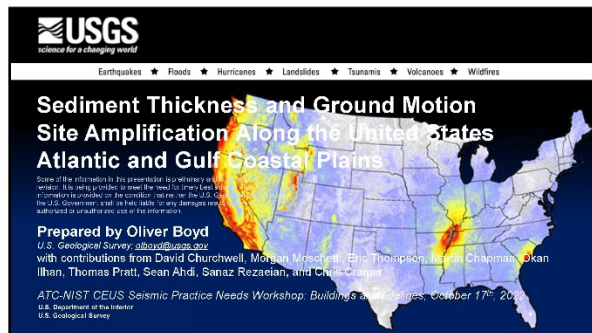 USGS
science for a changing world
Earthquakes ★ Floods ★ Hurricanes ★ Landslides ★ Tsunamis ★ Volcanoes ★ Wildfires
Sediment Thickness and Ground Motion
Site Amplification Along the United States
Atlantic and Gulf Coastal Plains
Some of the information in this presentation is preliminary and
revision. It is being provided to meet the need for timely best
information is provided on the condition that neither the U.S.
the U.S. Government shall be held liable for any damages
authorized or unauthorized use of the information.
Prepared by Oliver Boyd
U.S. Geological Survey: olboyd@usgs.gov
with contributions from David Churchwell, Morgan Moschetti, Eric Thompson, Martin Chapman, Okan
Ilhan, Thomas Pratt, Sean Ahdi, Sanaz Rezaeian, and Chris Cramer
ATC-NIST CEUS Seismic Practice Needs Workshop: Buildings and Lifelines, October 17th,
U.S. Department of the Interior
U.S. Geological Survey